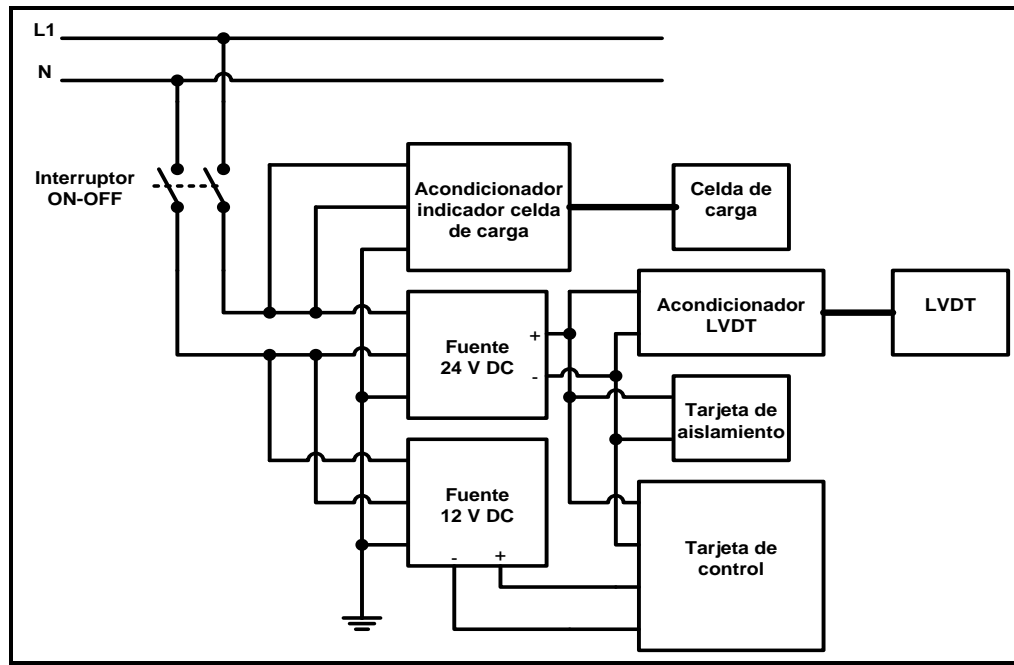 L1
N
Interruptor
ON-OFF
Acondicionador
indicador celda
de carga
Celda de
carga
Acondicionador
LVDT
LVDT
Fuente
24 V DC
+
-
Tarjeta de
aislamiento
Fuente
12 V DC
-
+
Tarjeta de
control